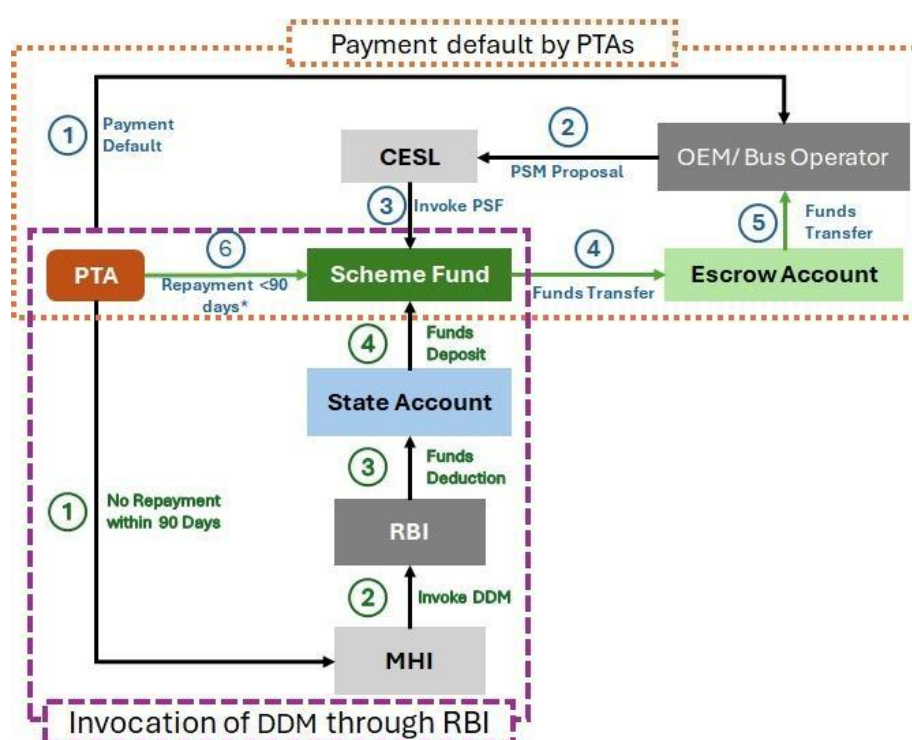 Payment default by PTAs
1
Payment
Default
2
OEM/ Bus Operator
CESL
PSM Proposal
3
Invoke PSF
5
Funds
Transfer
6
4
PTA
Scheme Fund
Escrow Account
Repayment <90
days*
Funds Transfer
4
Funds
Deposit
State Account
3
Funds
Deduction
1
No Repayment
within 90 Days
RBI
2
Invoke DDM
MHI
Invocation of DDM through RBI